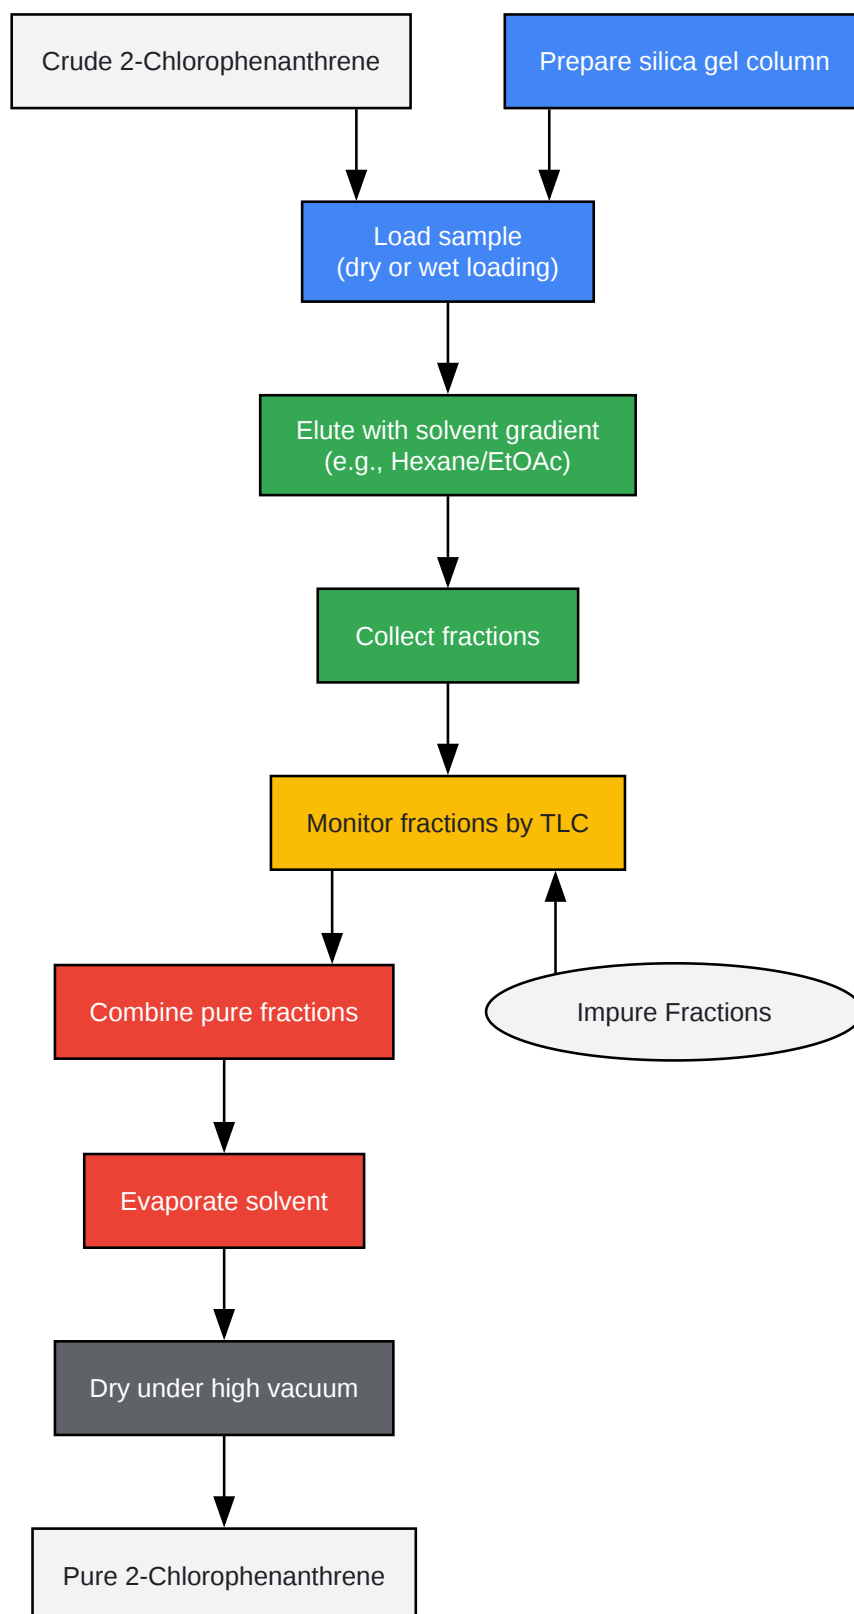 Crude 2-Chlorophenanthrene
Prepare silica gel column
Load sample
(dry or wet loading)
Elute with solvent gradient
(e.g., Hexane/EtOAc)
Collect fractions
Monitor fractions by TLC
Combine pure fractions
Impure Fractions
Evaporate solvent
Dry under high vacuum
Pure 2-Chlorophenanthrene